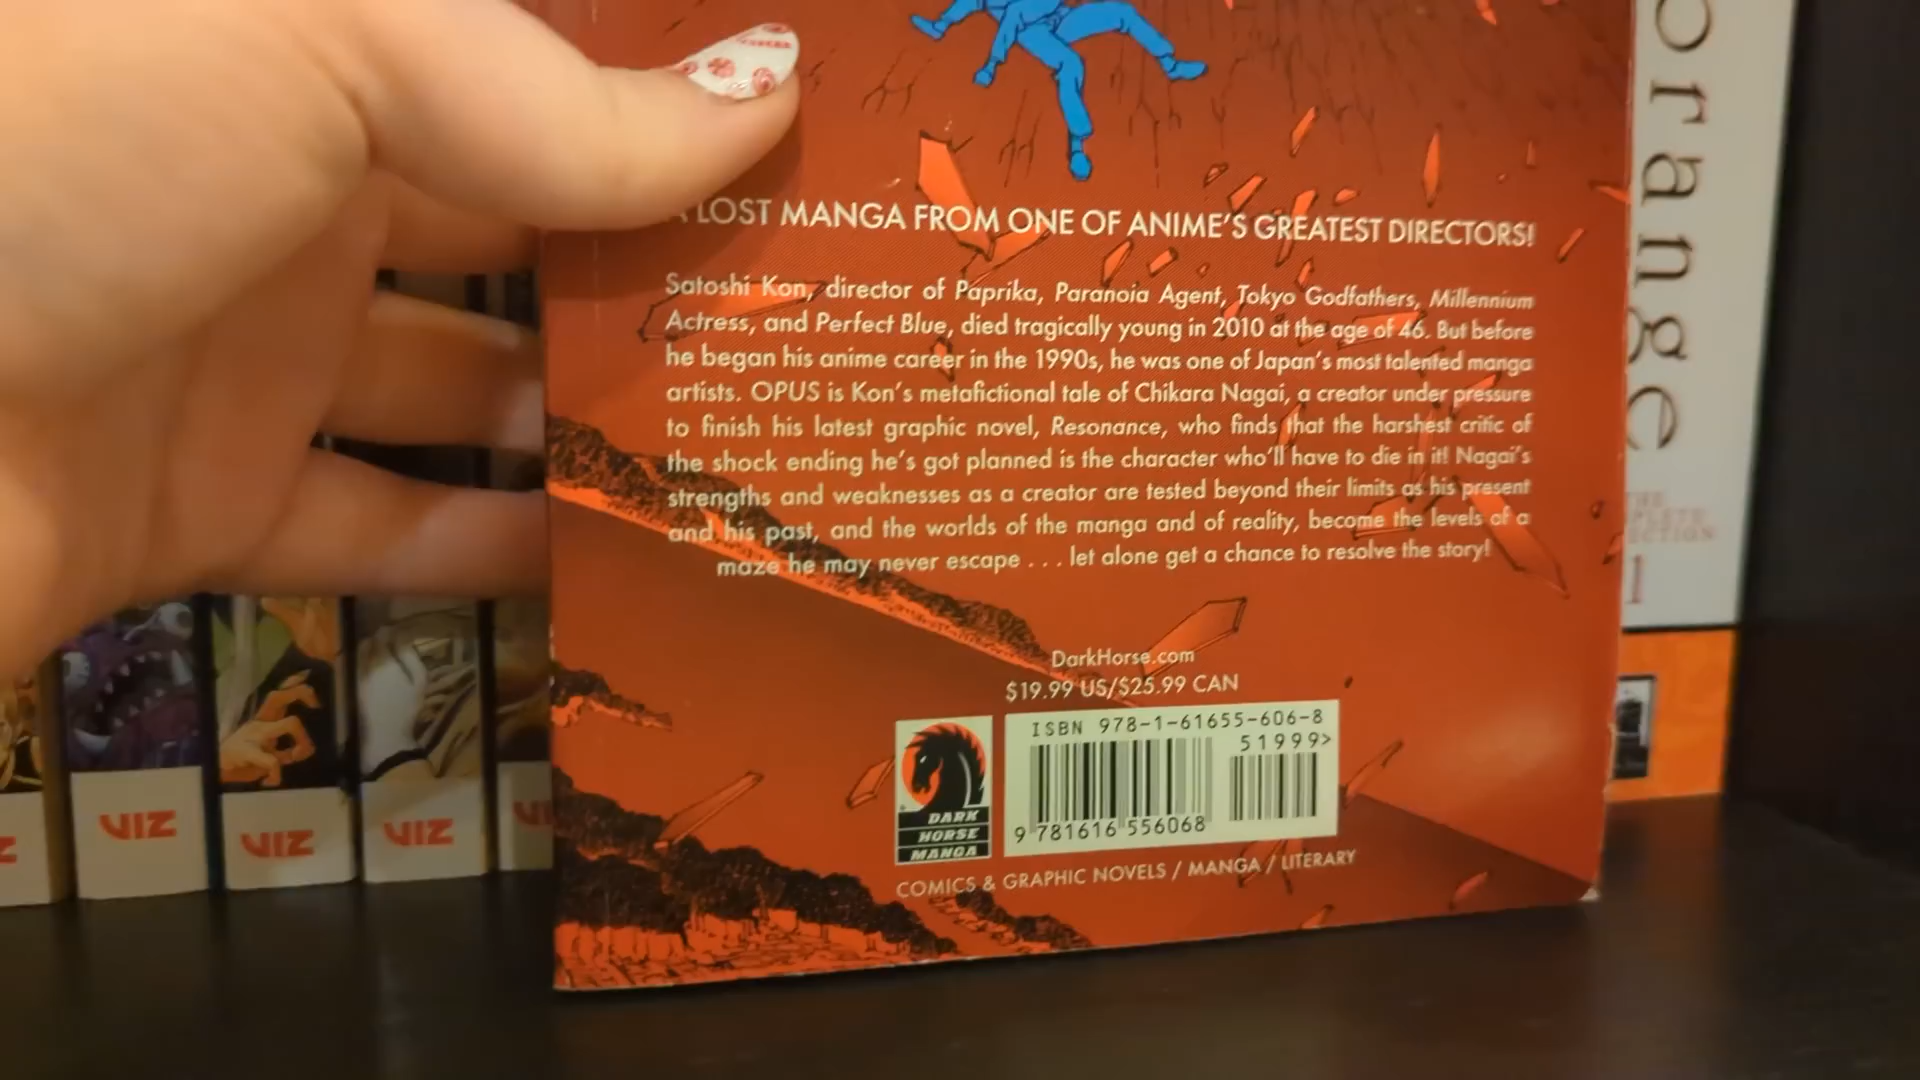 A LOST MANGA FROM ONE OF ANIME'S GREATEST DIRECTORS!
Satoshi Kon, director of Paprika, Paranoia Agent, Tokyo Godfathers, Millennium
Actress, and Perfect Blue, died tragically young in 2010 at the age of 46. But before
he began his anime career in the 1990s, he was one of Japan's most talented manga
artists. OPUS is Kon's metafictional tale of Chikara Nagai, a creator under pressure
to finish his latest graphic novel, Resonance, who finds that the harshest critic of
the shock ending he's got planned is the character who'll have to die in it! Nagai's
strengths and weaknesses as a creator are tested beyond their limits as his present
and his past, and the worlds of the manga and of reality, become the levels of a
maze he may never escape . . . let alone get a chance to resolve the story!
DarkHorse.com
$19.99 US/$25.99 CAN
ISBN 978-1-61655-606-8
51999>
9 781616 556068
DARK
HORSE
MANGA
COMICS & GRAPHIC NOVELS / MANGA / LITERARY
orange
1
VIZ
VIZ
VIZ